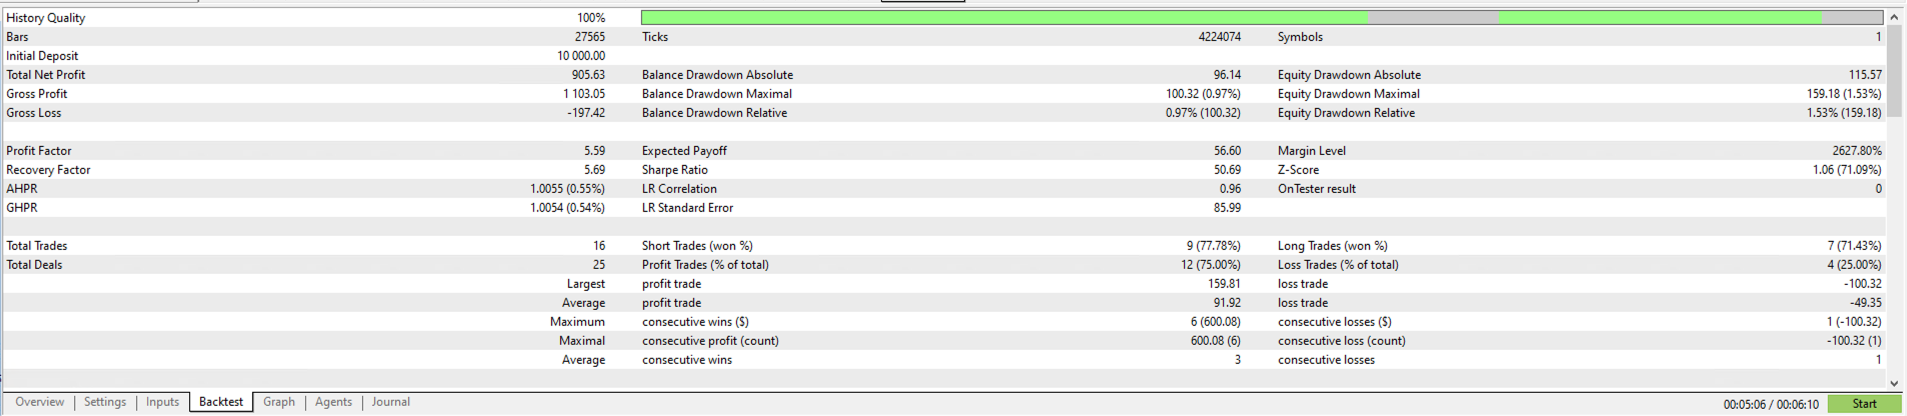 History Quality 100%
Bars 27565 Ticks 4224074 Symbols 1
Initial Deposit 10 000.00
Total Net Profit 905.63 Balance Drawdown Absolute 96.14 Equity Drawdown Absolute 115.57
Gross Profit 1 103.05 Balance Drawdown Maximal 100.32 (0.97%) Equity Drawdown Maximal 159.18 (1.53%)
Gross Loss -197.42 Balance Drawdown Relative 0.97% (100.32) Equity Drawdown Relative 1.53% (159.18)
Profit Factor 5.59 Expected Payoff 56.60 Margin Level 2627.80%
Recovery Factor 5.69 Sharpe Ratio 50.69 Z-Score 1.06 (71.09%)
AHPR 1.0055 (0.55%) LR Correlation 0.96 OnTester result 0
GHPR 1.0054 (0.54%) LR Standard Error 85.99
Total Trades 16 Short Trades (won %) 9 (77.78%) Long Trades (won %) 7 (71.43%)
Total Deals 25 Profit Trades (% of total) 12 (75.00%) Loss Trades (% of total) 4 (25.00%)
Largest profit trade 159.81 loss trade -100.32
Average profit trade 91.92 loss trade -49.35
Maximum consecutive wins ($) 6 (600.08) consecutive losses ($) 1 (-100.32)
Maximal consecutive profit (count) 600.08 (6) consecutive loss (count) -100.32 (1)
Average consecutive wins 3 consecutive losses 1
Overview | Settings | Inputs | Backtest | Graph | Agents | Journal 00:05:06 / 00:06:10 Start